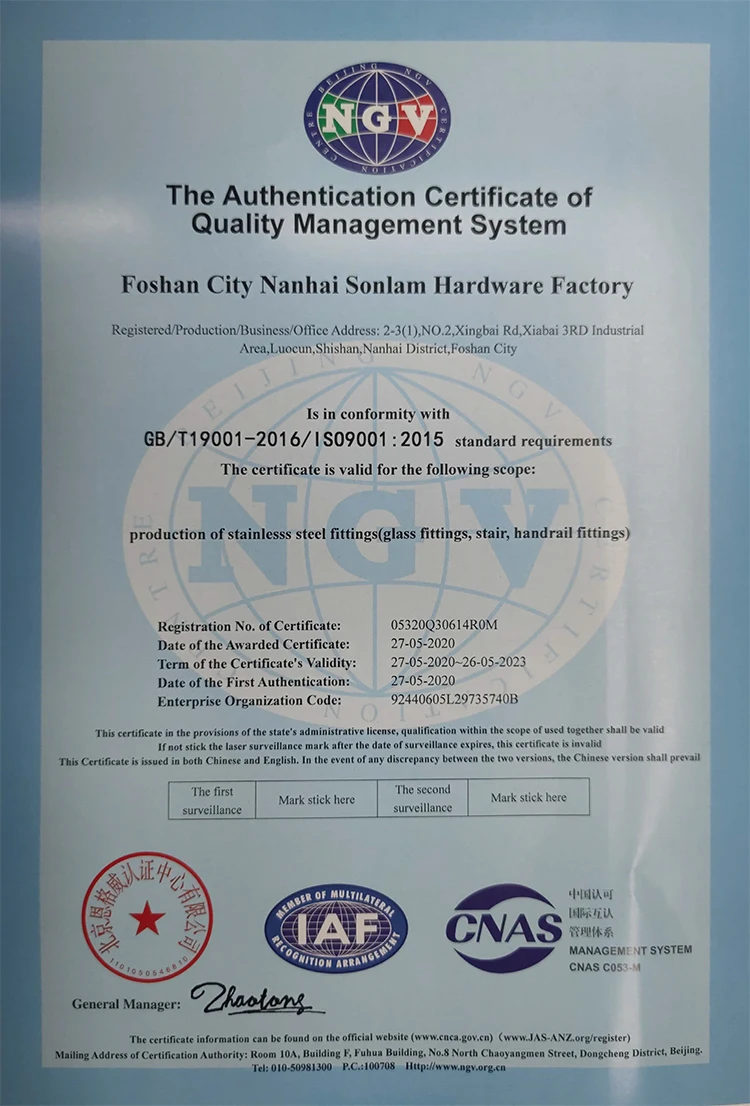 BEIJING NGV
NGV
CENTRE CERTIFICATION
The Authentication Certificate of
Quality Management System
Foshan City Nanhai Sonlam Hardware Factory
Registered/Production/Business/Office Address: 2-3(1),NO.2,Xingbai Rd,Xiabai 3RD Industrial
Area,Luocun,Shishan,Nanhai District,Foshan City
BEIJING NGV
Is in conformity with
GB/T19001-2016/ISO9001:2015 standard requirements
The certificate is valid for the following scope:
NGV
production of stainlesss steel fittings(glass fittings, stair, handrail fittings)
CENTRE CERTIFICATION
Registration No. of Certificate: 05320Q30614R0M
Date of the Awarded Certificate: 27-05-2020
Term of the Certificate's Validity: 27-05-2020~26-05-2023
Date of the First Authentication: 27-05-2020
Enterprise Organization Code: 92440605L29735740B
This certificate in the provisions of the state's administrative license, qualification within the scope of used together shall be valid
If not stick the laser surveillance mark after the date of surveillance expires, this certificate is invalid
This Certificate is issued in both Chinese and English. In the event of any discrepancy between the two versions, the Chinese version shall prevail
The first surveillance Mark stick here The second surveillance Mark stick here
北京恩格威认证中心有限公司
1101050546810
MEMBER OF MULTILATERAL
IAF
RECOGNITION ARRANGEMENT
CNAS
中国认可
国际互认
管理体系
MANAGEMENT SYSTEM
CNAS C053-M
General Manager: Zhaotong
The certificate information can be found on the official website (www.cnca.gov.cn) (www.JAS-ANZ.org/register)
Mailing Address of Certification Authority: Room 10A, Building F, Fuhua Building, No.8 North Chaoyangmen Street, Dongcheng District, Beijing.
Tel: 010-50981300 P.C.:100708 Http://www.ngv.org.cn